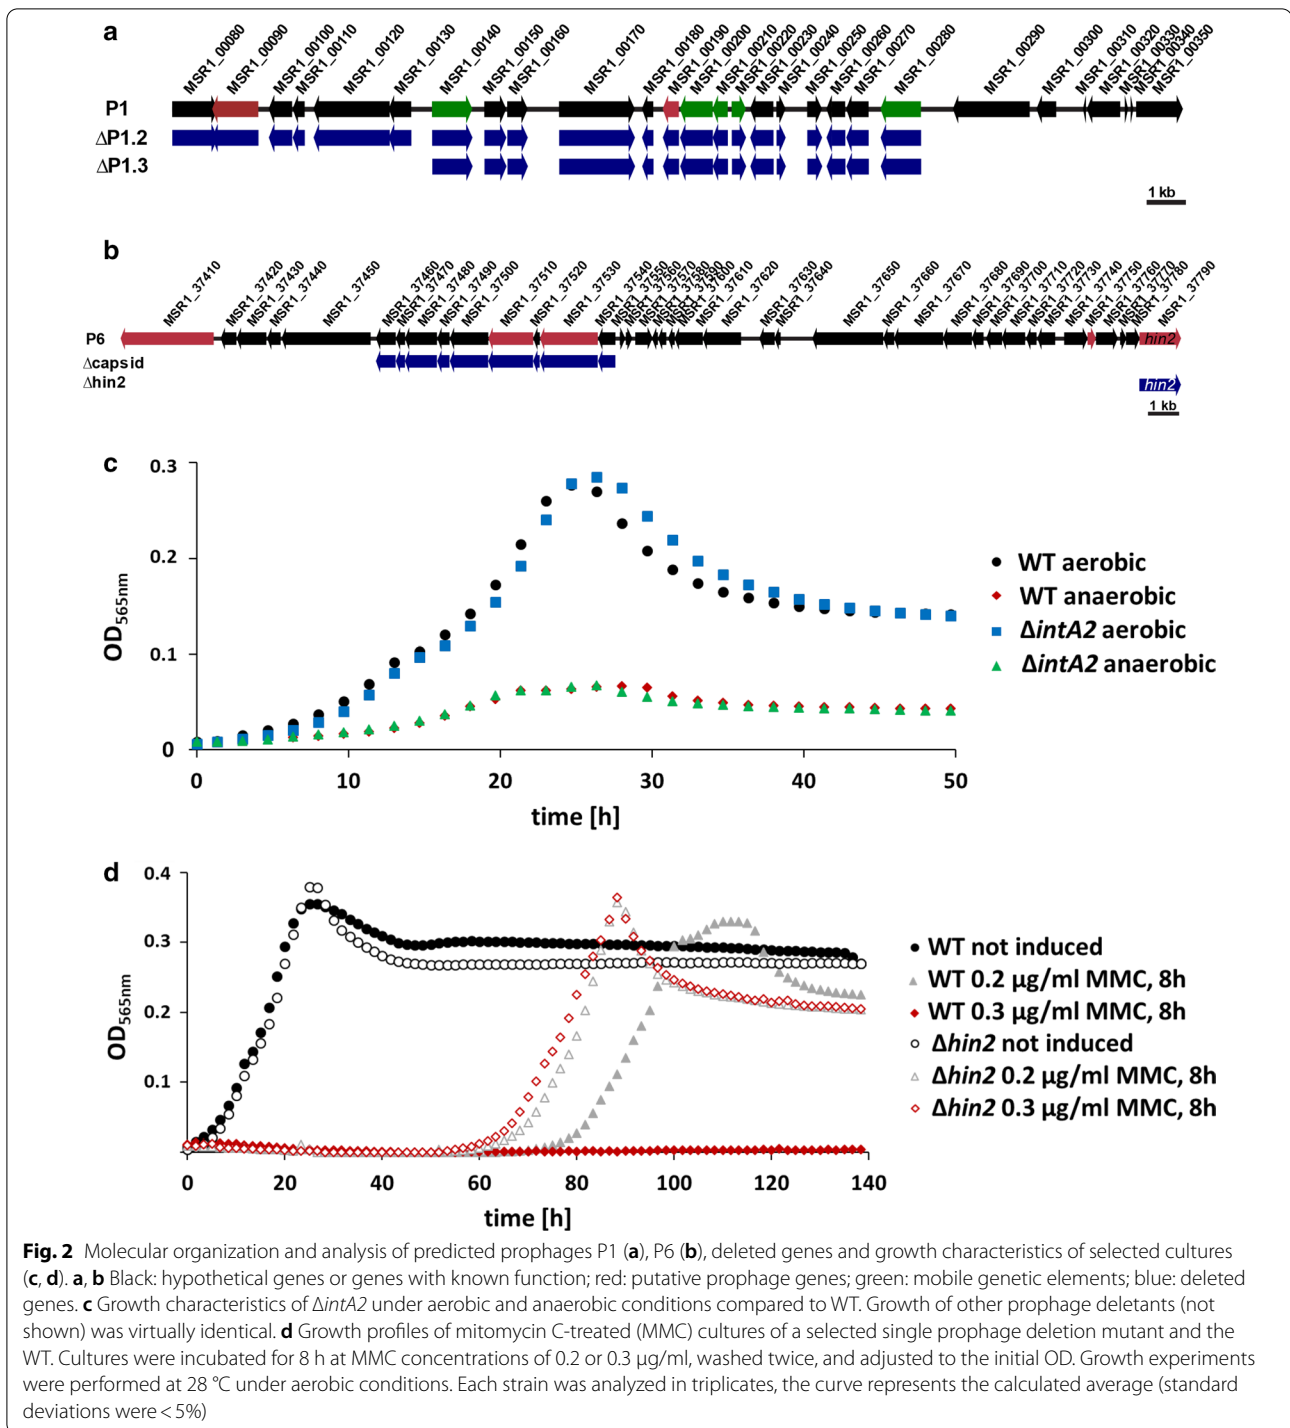 a
MSR1_00080
MSR1_00090
MSR1_00100
MSR1_00110
MSR1_00120
MSR1_00130
MSR1_00140
MSR1_00150
MSR1_00160
MSR1_00170
MSR1_00180
MSR1_00190
MSR1_00200
MSR1_00210
MSR1_00220
MSR1_00230
MSR1_00240
MSR1_00250
MSR1_00260
MSR1_00270
MSR1_00280
MSR1_00290
MSR1_00300
MSR1_00310
MSR1_00320
MSR1_00330
MSR1_00340
MSR1_00350
P1
ΔP1.2
ΔP1.3
1 kb
b
MSR1_37410
MSR1_37420
MSR1_37430
MSR1_37440
MSR1_37450
MSR1_37460
MSR1_37470
MSR1_37480
MSR1_37490
MSR1_37500
MSR1_37510
MSR1_37520
MSR1_37530
MSR1_37540
MSR1_37550
MSR1_37560
MSR1_37570
MSR1_37580
MSR1_37590
MSR1_37600
MSR1_37610
MSR1_37620
MSR1_37630
MSR1_37640
MSR1_37650
MSR1_37660
MSR1_37670
MSR1_37680
MSR1_37690
MSR1_37700
MSR1_37710
MSR1_37720
MSR1_37730
MSR1_37740
MSR1_37750
MSR1_37760
MSR1_37770
MSR1_37780
MSR1_37790
P6
hin2
Δcapsid
Δhin2
hin2
1 kb
c
0.3
0.2
0.1
0
OD565nm
0 10 20 30 40 50
time [h]
WT aerobic
WT anaerobic
ΔintA2 aerobic
ΔintA2 anaerobic
d
0.4
0.3
0.2
0.1
OD565nm
0 20 40 60 80 100 120 140
time [h]
WT not induced
WT 0.2 µg/ml MMC, 8h
WT 0.3 µg/ml MMC, 8h
Δhin2 not induced
Δhin2 0.2 µg/ml MMC, 8h
Δhin2 0.3 µg/ml MMC, 8h
Fig. 2 Molecular organization and analysis of predicted prophages P1 (a), P6 (b), deleted genes and growth characteristics of selected cultures
(c, d). a, b Black: hypothetical genes or genes with known function; red: putative prophage genes; green: mobile genetic elements; blue: deleted
genes. c Growth characteristics of ΔintA2 under aerobic and anaerobic conditions compared to WT. Growth of other prophage deletants (not
shown) was virtually identical. d Growth profiles of mitomycin C-treated (MMC) cultures of a selected single prophage deletion mutant and the
WT. Cultures were incubated for 8 h at MMC concentrations of 0.2 or 0.3 µg/ml, washed twice, and adjusted to the initial OD. Growth experiments
were performed at 28 °C under aerobic conditions. Each strain was analyzed in triplicates, the curve represents the calculated average (standard
deviations were < 5%)